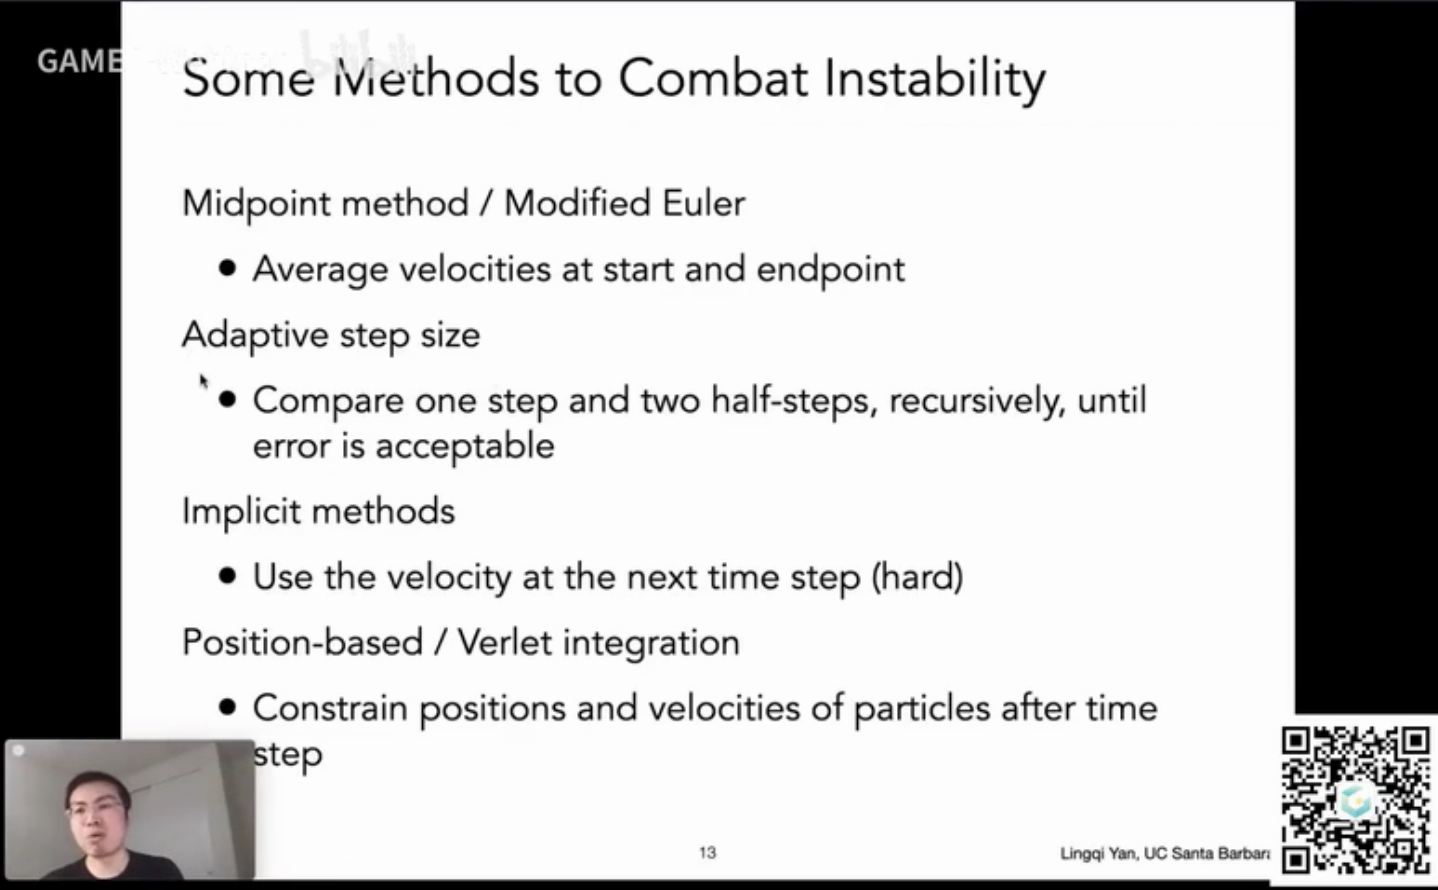 GAME
Some Methods to Combat Instability
Midpoint method / Modified Euler
● Average velocities at start and endpoint
Adaptive step size
● Compare one step and two half-steps, recursively, until
error is acceptable
Implicit methods
● Use the velocity at the next time step (hard)
Position-based / Verlet integration
● Constrain positions and velocities of particles after time
step
13
Lingqi Yan, UC Santa Barbara